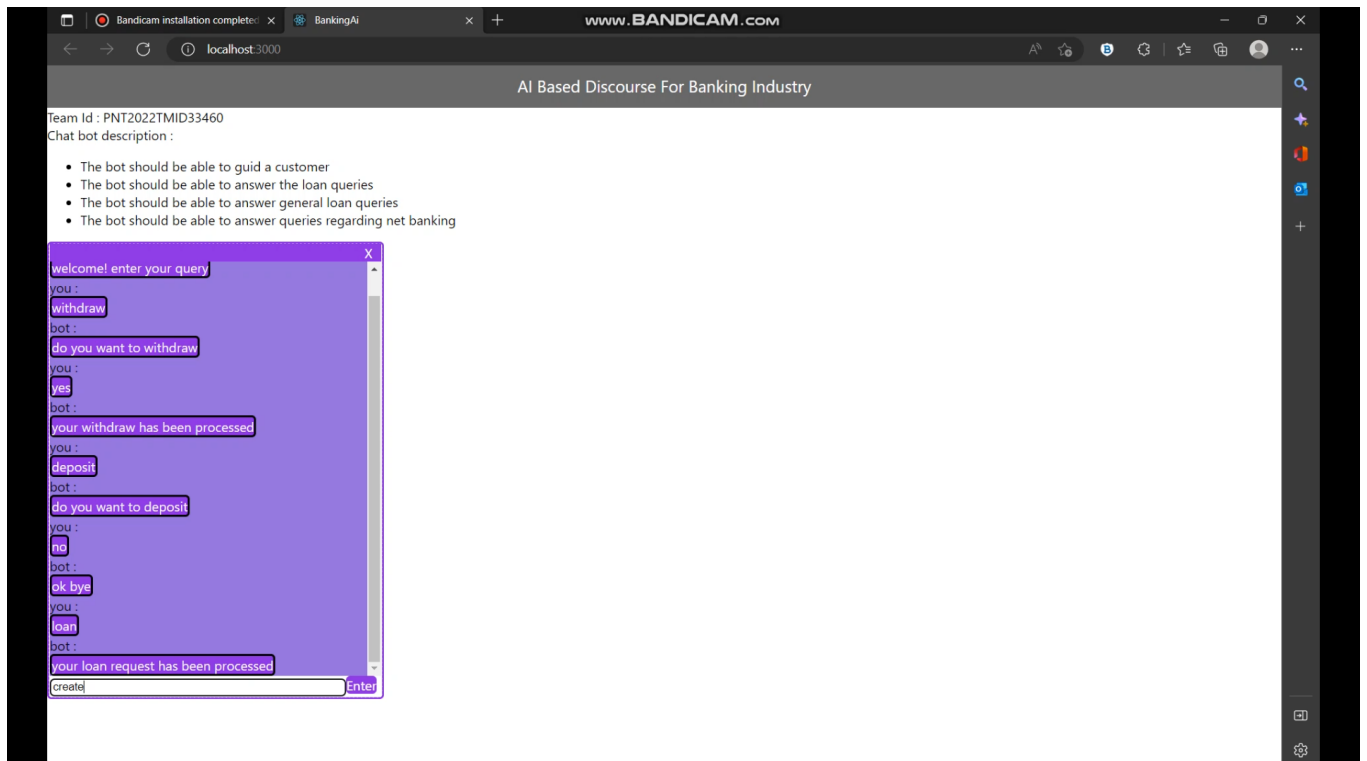 Bandicam installation completed
BankingAi
www.BANDICAM.com
localhost:3000
AI Based Discourse For Banking Industry
Team Id : PNT2022TMID33460
Chat bot description :
The bot should be able to guid a customer
The bot should be able to answer the loan queries
The bot should be able to answer general loan queries
The bot should be able to answer queries regarding net banking
X
welcome! enter your query
you :
withdraw
bot :
do you want to withdraw
you :
yes
bot :
your withdraw has been processed
you :
deposit
bot :
do you want to deposit
you :
no
bot :
ok bye
you :
loan
bot :
your loan request has been processed
create
Enter